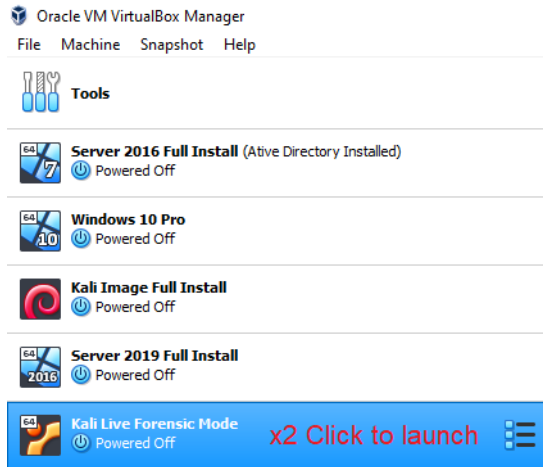 Oracle VM VirtualBox Manager
File Machine Snapshot Help
Tools
64
7
Server 2016 Full Install (Ative Directory Installed)
Powered Off
64
10
Windows 10 Pro
Powered Off
Kali Image Full Install
Powered Off
64
2016
Server 2019 Full Install
Powered Off
64
Kali Live Forensic Mode
Powered Off
x2 Click to launch